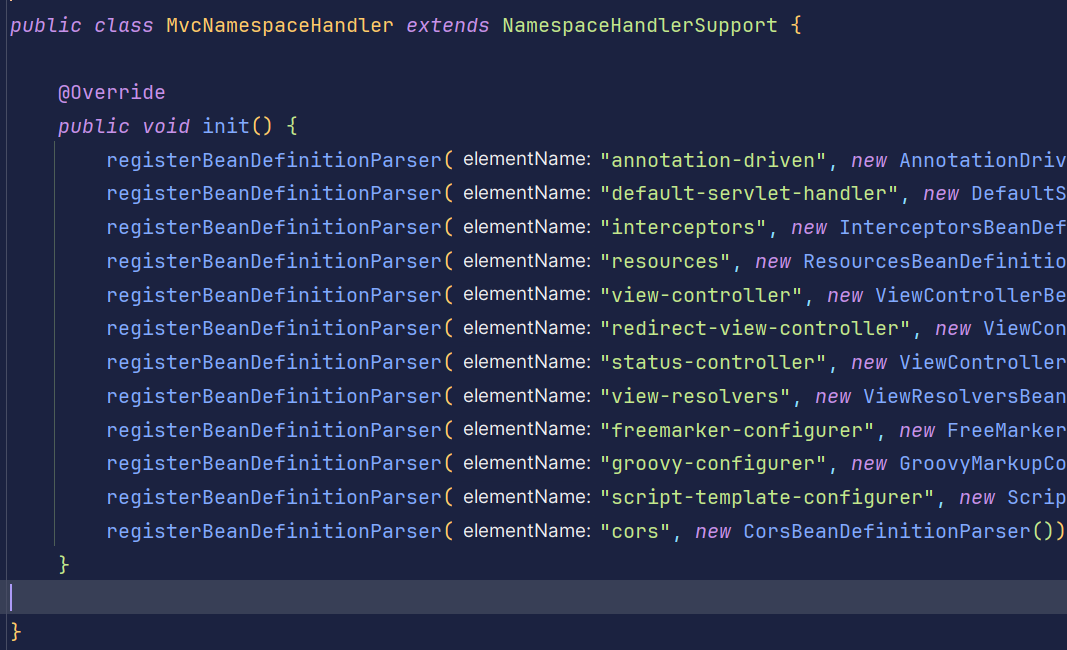 public class MvcNamespaceHandler extends NamespaceHandlerSupport {
@Override
public void init() {
registerBeanDefinitionParser( elementName: "annotation-driven", new AnnotationDriv
registerBeanDefinitionParser( elementName: "default-servlet-handler", new DefaultS
registerBeanDefinitionParser( elementName: "interceptors", new InterceptorsBeanDef
registerBeanDefinitionParser( elementName: "resources", new ResourcesBeanDefinitio
registerBeanDefinitionParser( elementName: "view-controller", new ViewControllerBe
registerBeanDefinitionParser( elementName: "redirect-view-controller", new ViewCon
registerBeanDefinitionParser( elementName: "status-controller", new ViewController
registerBeanDefinitionParser( elementName: "view-resolvers", new ViewResolversBean
registerBeanDefinitionParser( elementName: "freemarker-configurer", new FreeMarker
registerBeanDefinitionParser( elementName: "groovy-configurer", new GroovyMarkupCo
registerBeanDefinitionParser( elementName: "script-template-configurer", new Scrip
registerBeanDefinitionParser( elementName: "cors", new CorsBeanDefinitionParser())
}
}